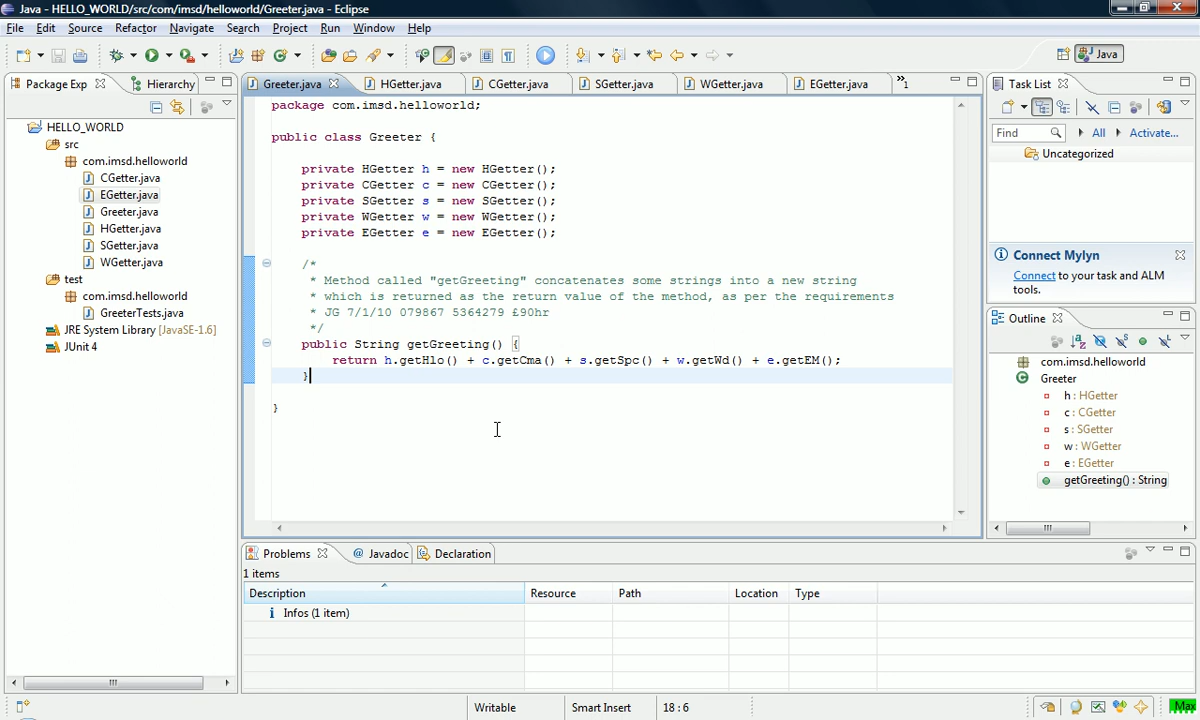 Java - HELLO_WORLD/src/com/imsd/helloworld/Greeter.java - Eclipse
File Edit Source Refactor Navigate Search Project Run Window Help
Java
Package Exp Hierarchy
HELLO_WORLD
src
com.imsd.helloworld
CGetter.java
EGetter.java
Greeter.java
HGetter.java
SGetter.java
WGetter.java
test
com.imsd.helloworld
GreeterTests.java
JRE System Library [JavaSE-1.6]
JUnit 4
Greeter.java HGetter.java CGetter.java SGetter.java WGetter.java EGetter.java »1
package com.imsd.helloworld;
public class Greeter {
private HGetter h = new HGetter();
private CGetter c = new CGetter();
private SGetter s = new SGetter();
private WGetter w = new WGetter();
private EGetter e = new EGetter();
/*
* Method called "getGreeting" concatenates some strings into a new string
* which is returned as the return value of the method, as per the requirements
* JG 7/1/10 079867 5364279 £90hr
*/
public String getGreeting() {
return h.getHlo() + c.getCma() + s.getSpc() + w.getWd() + e.getEM();
}
}
Task List
Find All Activate...
Uncategorized
Connect Mylyn
Connect to your task and ALM
tools.
Outline
com.imsd.helloworld
Greeter
h : HGetter
c : CGetter
s : SGetter
w : WGetter
e : EGetter
getGreeting() : String
Problems @ Javadoc Declaration
1 items
Description Resource Path Location Type
Infos (1 item)
Writable Smart Insert 18 : 6
Max